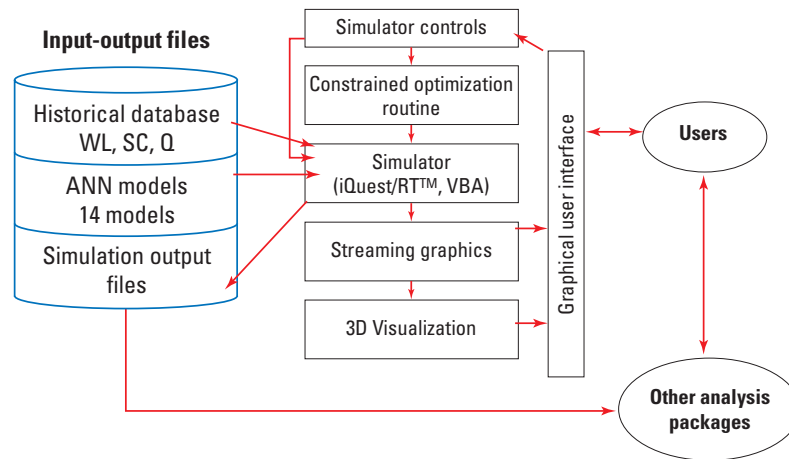 Input-output files
Historical database
WL, SC, Q
ANN models
14 models
Simulation output
files
Simulator controls
Constrained optimization
routine
Simulator
(iQuest/RT™, VBA)
Streaming graphics
3D Visualization
Graphical user interface
Users
Other analysis
packages